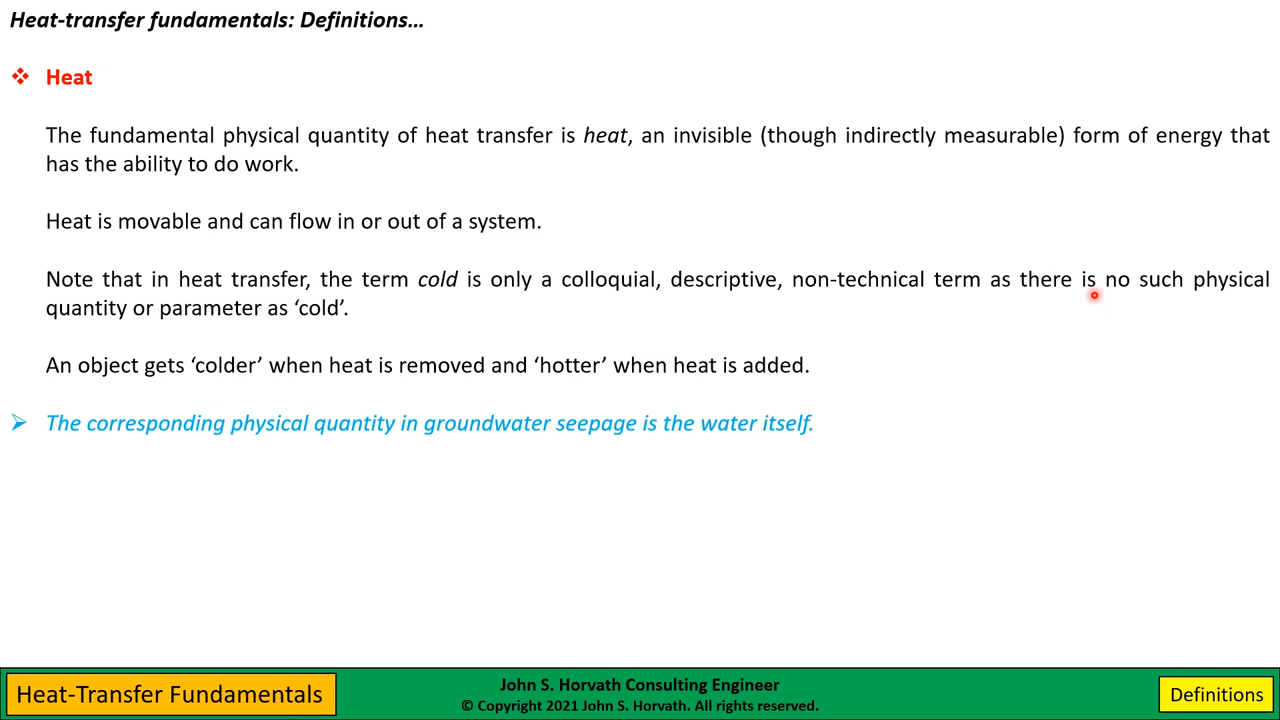 Heat-transfer fundamentals: Definitions…
Heat
The fundamental physical quantity of heat transfer is heat, an invisible (though indirectly measurable) form of energy that
has the ability to do work.
Heat is movable and can flow in or out of a system.
Note that in heat transfer, the term cold is only a colloquial, descriptive, non-technical term as there is no such physical
quantity or parameter as ‘cold’.
An object gets ‘colder’ when heat is removed and ‘hotter’ when heat is added.
The corresponding physical quantity in groundwater seepage is the water itself.
Heat-Transfer Fundamentals
John S. Horvath Consulting Engineer
© Copyright 2021 John S. Horvath. All rights reserved.
Definitions